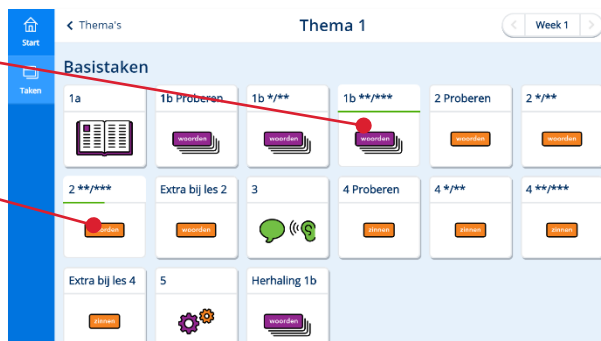 Start
Taken
Thema's
Thema 1
Week 1
Basistaken
1a
1b Proberen
1b */**
1b **/***
2 Proberen
2 */**
woorden
woorden
woorden
woorden
woorden
2 **/***
Extra bij les 2
3
4 Proberen
4 */**
4 **/***
woorden
zinnen
zinnen
zinnen
Extra bij les 4
5
Herhaling 1b
zinnen
woorden